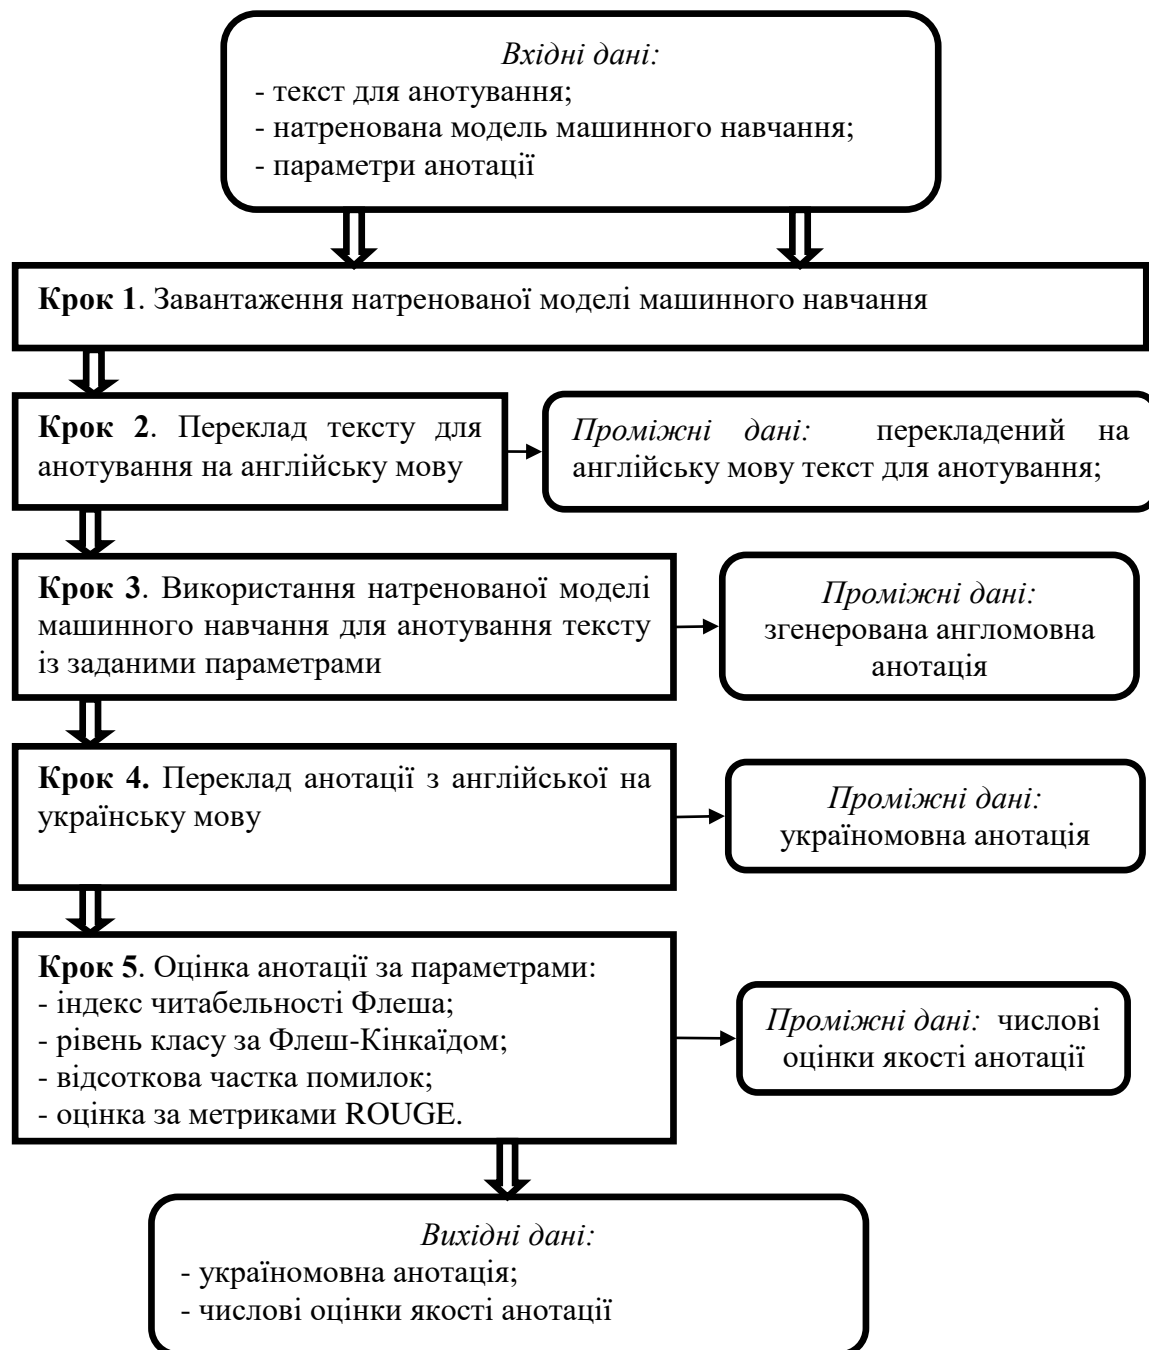 Вхідні дані:
- текст для анотування;
- натренована модель машинного навчання;
- параметри анотації
Крок 1. Завантаження натренованої моделі машинного навчання
Крок 2. Переклад тексту для
анотування на англійську мову
Проміжні дані: перекладений на
англійську мову текст для анотування;
Крок 3. Використання натренованої моделі
машинного навчання для анотування тексту
із заданими параметрами
Проміжні дані:
згенерована англомовна
анотація
Крок 4. Переклад анотації з англійської на
українську мову
Проміжні дані:
україномовна анотація
Крок 5. Оцінка анотації за параметрами:
- індекс читабельності Флеша;
- рівень класу за Флеш-Кінкаїдом;
- відсоткова частка помилок;
- оцінка за метриками ROUGE.
Проміжні дані: числові
оцінки якості анотації
Вихідні дані:
- україномовна анотація;
- числові оцінки якості анотації